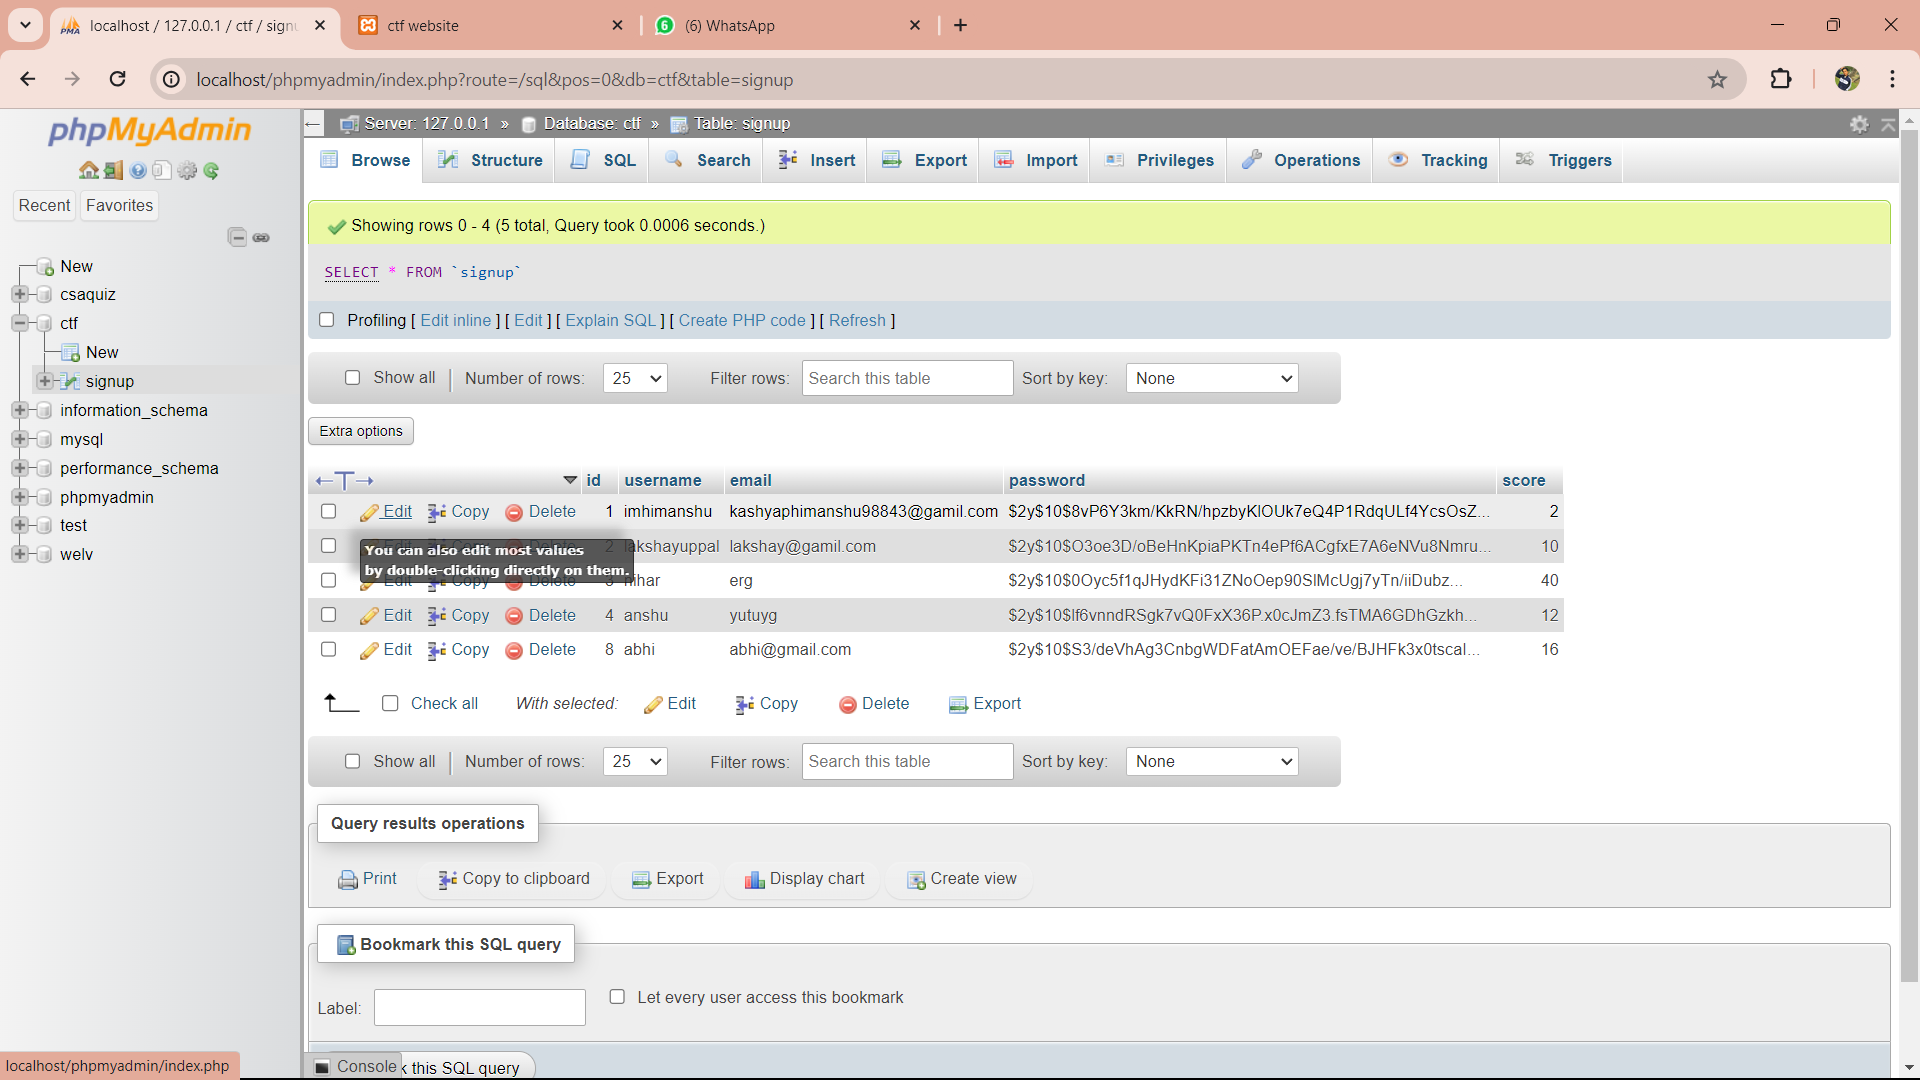 localhost / 127.0.0.1 / ctf / signu
ctf website
(6) WhatsApp
localhost/phpmyadmin/index.php?route=/sql&pos=0&db=ctf&table=signup
phpMyAdmin
Recent
Favorites
New
csaquiz
ctf
New
signup
information_schema
mysql
performance_schema
phpmyadmin
test
welv
localhost/phpmyadmin/index.php
Server: 127.0.0.1 » Database: ctf » Table: signup
Browse Structure SQL Search Insert Export Import Privileges Operations Tracking Triggers
Showing rows 0 - 4 (5 total, Query took 0.0006 seconds.)
SELECT * FROM `signup`
Profiling [ Edit inline ] [ Edit ] [ Explain SQL ] [ Create PHP code ] [ Refresh ]
Show all Number of rows: 25 Filter rows: Search this table Sort by key: None
Extra options
id username email password score
Edit Copy Delete 1 imhimanshu kashyaphimanshu98843@gamil.com $2y$10$8vP6Y3km/KkRN/hpzbyKlOUk7eQ4P1RdqULf4YcsOsZ... 2
2 lakshayuppal lakshay@gamil.com $2y$10$O3oe3D/oBeHnKpiaPKTn4ePf6ACgfxE7A6eNVu8Nmru... 10
You can also edit most values
by double-clicking directly on them.
Edit Copy Delete 3 nihar erg $2y$10$0Oyc5f1qJHydKFi31ZNoOep90SlMcUgj7yTn/iiDubz... 40
Edit Copy Delete 4 anshu yutuyg $2y$10$lf6vnndRSgk7vQ0FxX36P.x0cJmZ3.fsTMA6GDhGzkh... 12
Edit Copy Delete 8 abhi abhi@gmail.com $2y$10$S3/deVhAg3CnbgWDFatAmOEFae/ve/BJHFk3x0tscaI... 16
Check all With selected: Edit Copy Delete Export
Show all Number of rows: 25 Filter rows: Search this table Sort by key: None
Query results operations
Print Copy to clipboard Export Display chart Create view
Bookmark this SQL query
Label:
Let every user access this bookmark
Console
k this SQL query